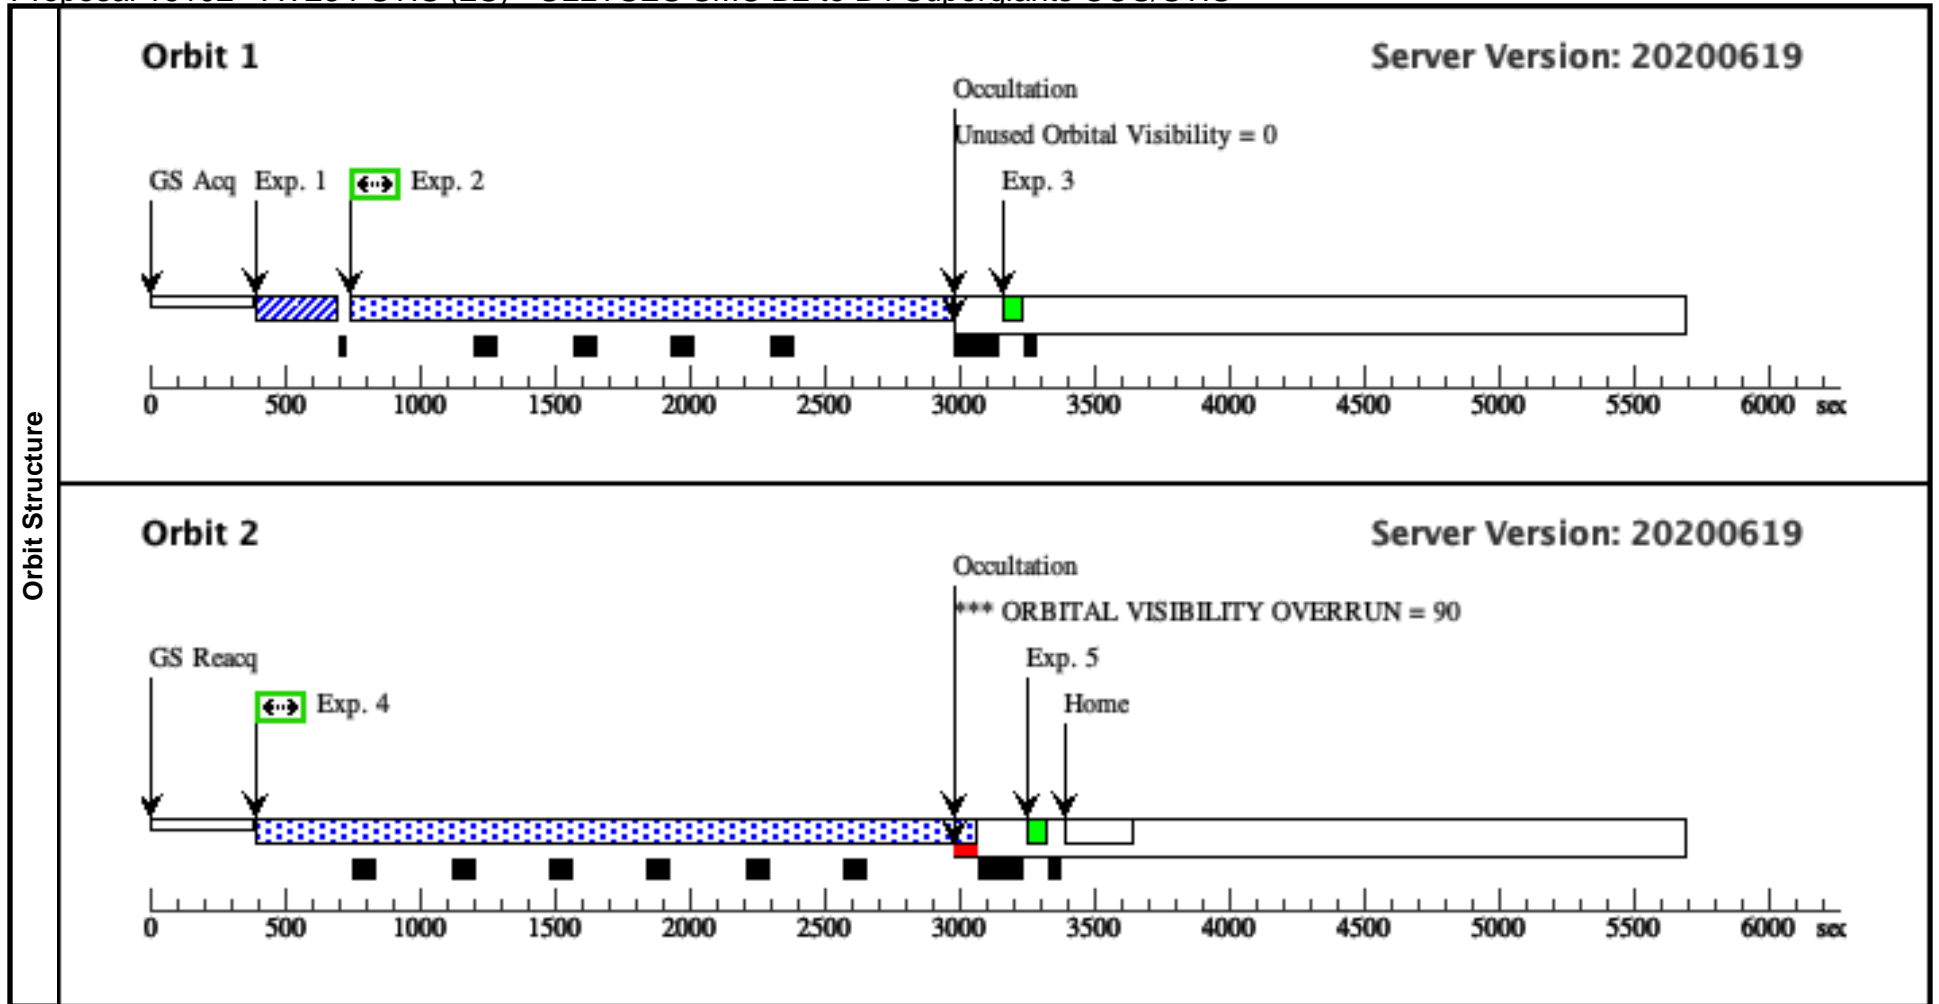 Orbit Structure
Orbit 1
Server Version: 20200619
Occultation
Unused Orbital Visibility = 0
GS Acq Exp. 1 Exp. 2 Exp. 3
0 500 1000 1500 2000 2500 3000 3500 4000 4500 5000 5500 6000 sec
Orbit 2
Server Version: 20200619
Occultation
*** ORBITAL VISIBILITY OVERRUN = 90
GS Reacq Exp. 5
Exp. 4 Home
0 500 1000 1500 2000 2500 3000 3500 4000 4500 5000 5500 6000 sec